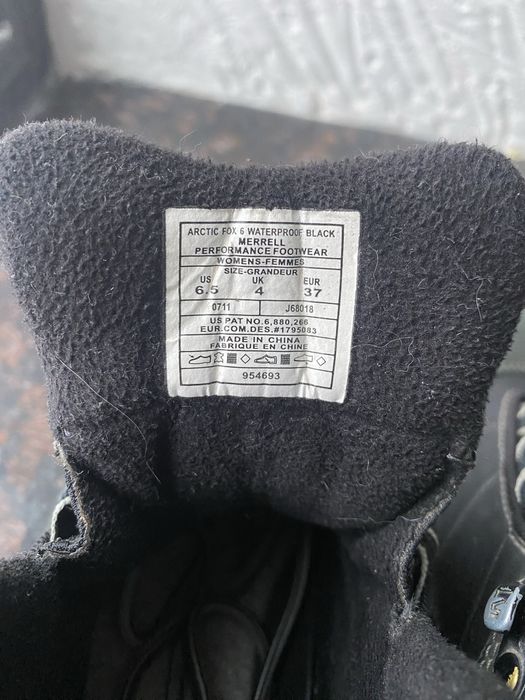 ARCTIC FOX 6 WATERPROOF BLACK
MERRELL
PERFORMANCE FOOTWEAR
WOMENS-FEMMES
SIZE-GRANDEUR
US UK EUR
6.5 4 37
0711 J68018
US PAT NO.6,880,266
EUR.COM.DES.#1795083
MADE IN CHINA
FABRIQUE EN CHINE
954693